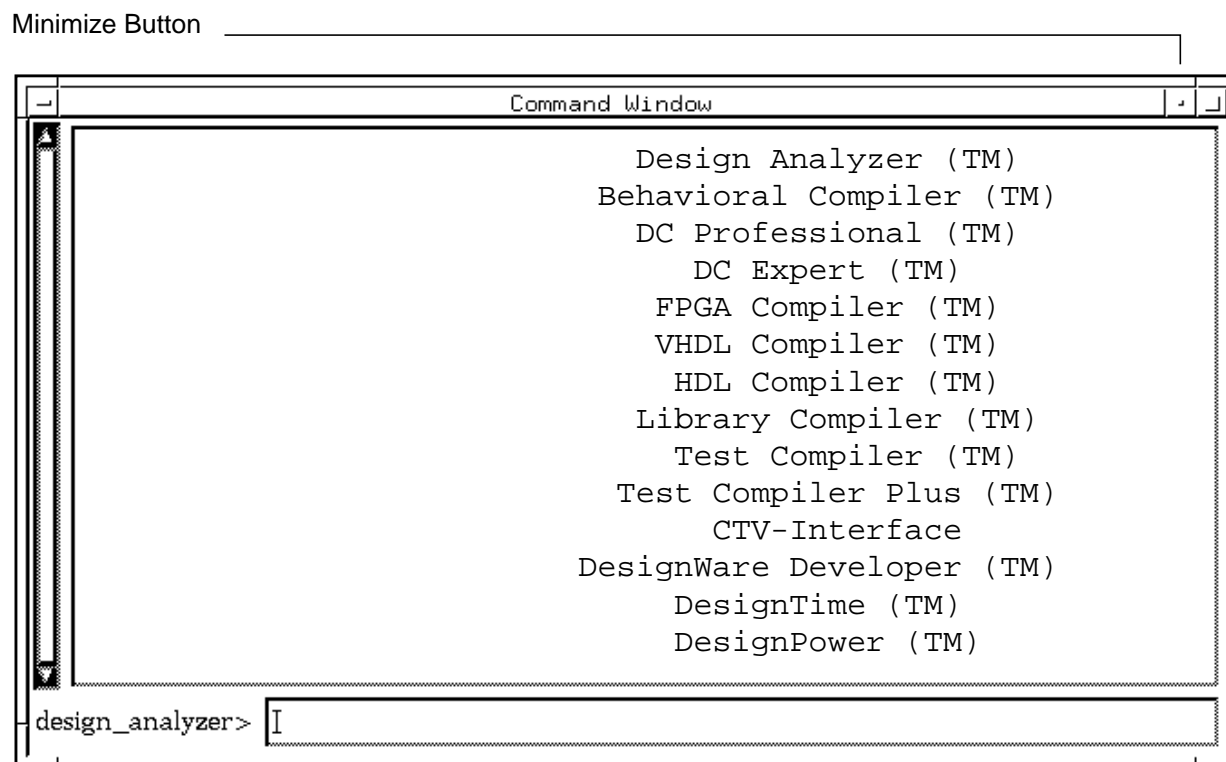 Minimize Button
Command Window
Design Analyzer (TM)
Behavioral Compiler (TM)
DC Professional (TM)
DC Expert (TM)
FPGA Compiler (TM)
VHDL Compiler (TM)
HDL Compiler (TM)
Library Compiler (TM)
Test Compiler (TM)
Test Compiler Plus (TM)
CTV-Interface
DesignWare Developer (TM)
DesignTime (TM)
DesignPower (TM)
design_analyzer>